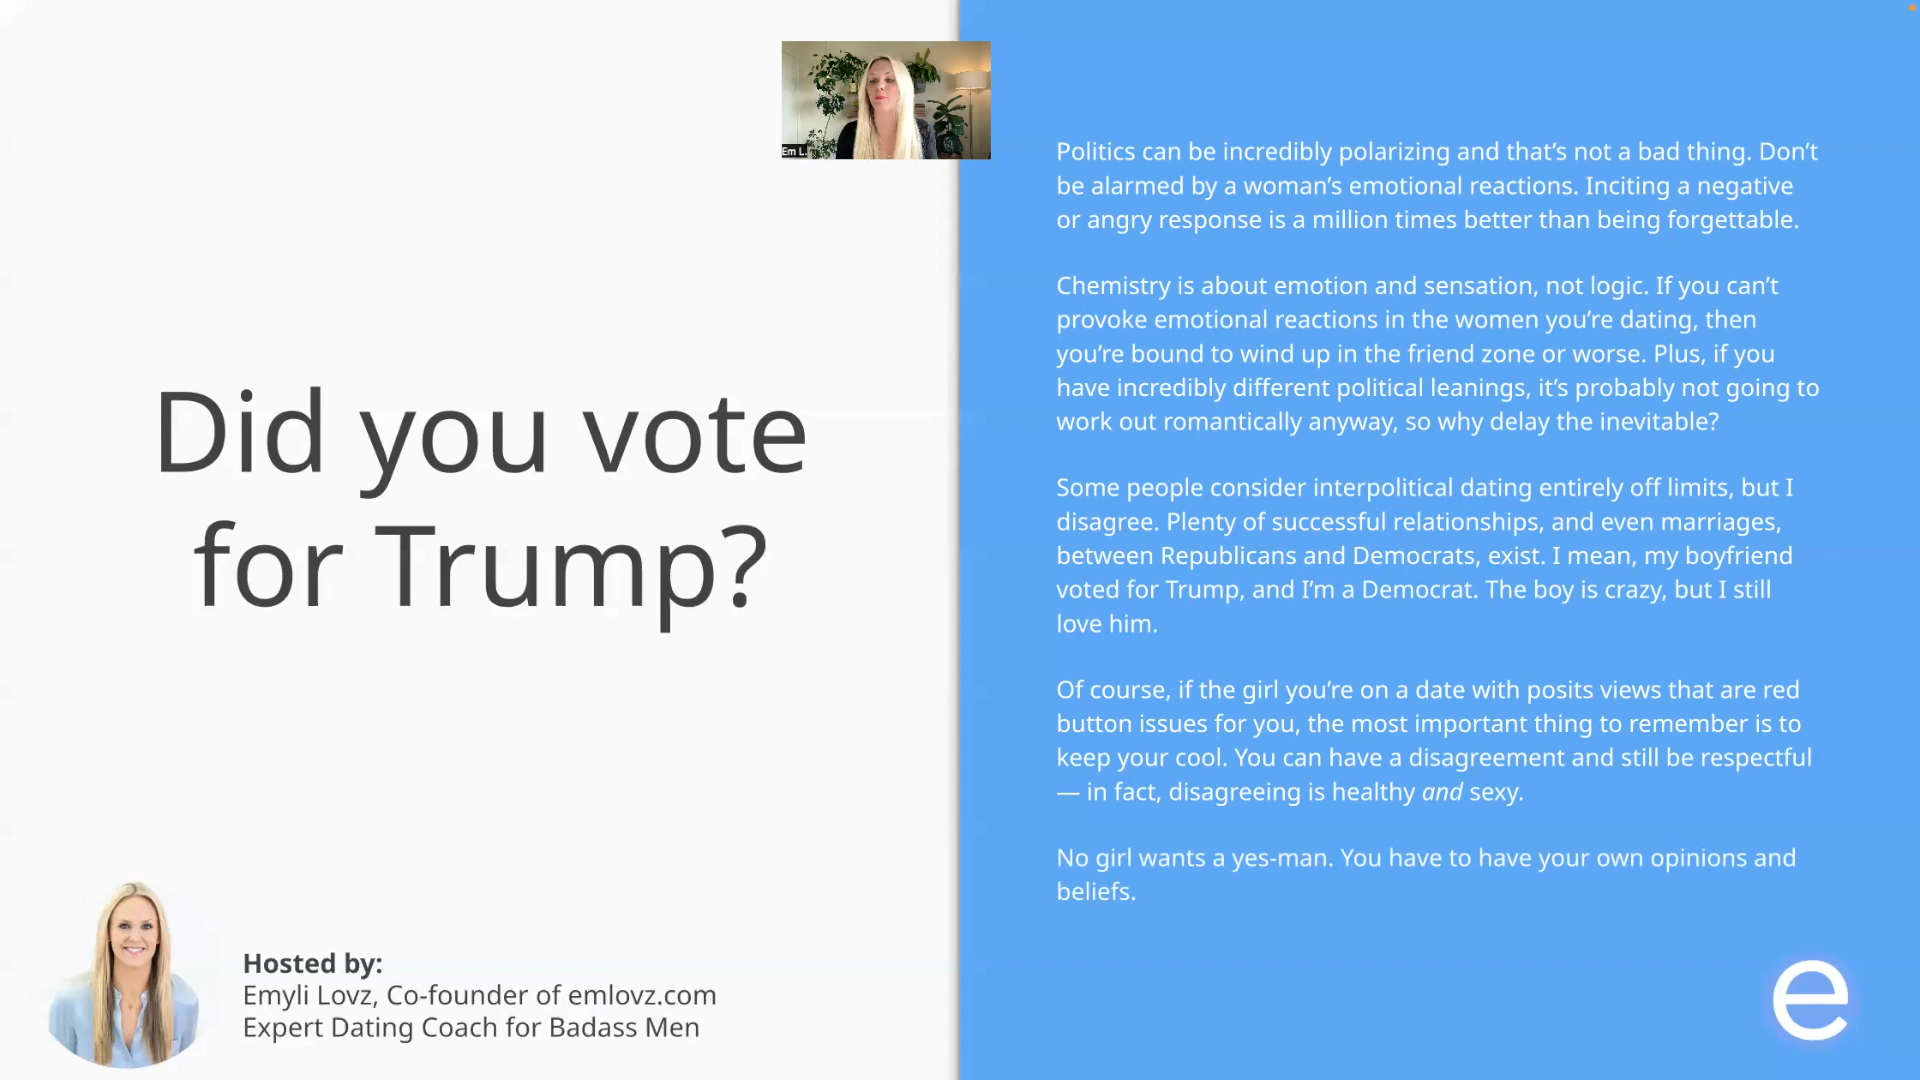 Em L.
Did you vote
for Trump?
Hosted by:
Emyli Lovz, Co-founder of emlovz.com
Expert Dating Coach for Badass Men
Politics can be incredibly polarizing and that’s not a bad thing. Don’t
be alarmed by a woman’s emotional reactions. Inciting a negative
or angry response is a million times better than being forgettable.
Chemistry is about emotion and sensation, not logic. If you can’t
provoke emotional reactions in the women you’re dating, then
you’re bound to wind up in the friend zone or worse. Plus, if you
have incredibly different political leanings, it’s probably not going to
work out romantically anyway, so why delay the inevitable?
Some people consider interpolitical dating entirely off limits, but I
disagree. Plenty of successful relationships, and even marriages,
between Republicans and Democrats, exist. I mean, my boyfriend
voted for Trump, and I’m a Democrat. The boy is crazy, but I still
love him.
Of course, if the girl you’re on a date with posits views that are red
button issues for you, the most important thing to remember is to
keep your cool. You can have a disagreement and still be respectful
— in fact, disagreeing is healthy and sexy.
No girl wants a yes-man. You have to have your own opinions and
beliefs.
e